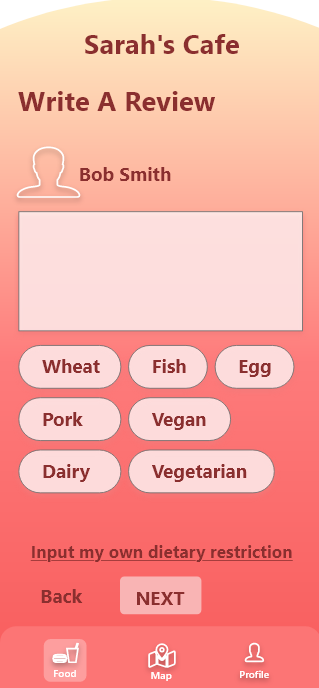 Sarah's Cafe
Write A Review
Bob Smith
Wheat Fish Egg
Pork Vegan
Dairy Vegetarian
Input my own dietary restriction
Back NEXT
Food Map Profile